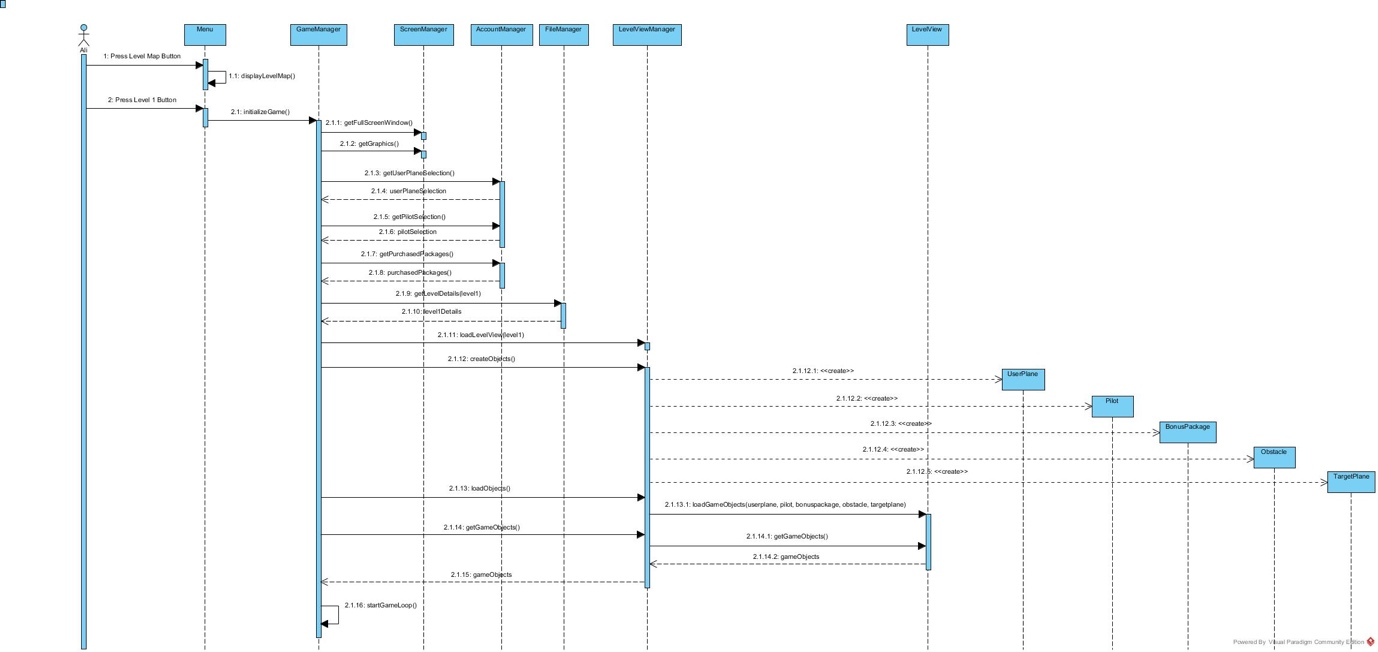 Menu
GameManager
ScreenManager
AccountManager
FileManager
LevelViewManager
LevelView
Ali
1: Press Level Map Button
1.1: displayLevelMap()
2: Press Level 1 Button
2.1: initializeGame()
2.1.1: getFullScreenWindow()
2.1.2: getGraphics()
2.1.3: getUserPlaneSelection()
2.1.4: userPlaneSelection
2.1.5: getPilotSelection()
2.1.6: pilotSelection
2.1.7: getPurchasedPackages()
2.1.8: purchasedPackages()
2.1.9: getLevelDetails(level1)
2.1.10: level1Details
2.1.11: loadLevelView(level1)
2.1.12: createObjects()
2.1.12.1: <<create>>
UserPlane
2.1.12.2: <<create>>
Pilot
2.1.12.3: <<create>>
BonusPackage
2.1.12.4: <<create>>
Obstacle
2.1.12.5: <<create>>
TargetPlane
2.1.13: loadObjects()
2.1.13.1: loadGameObjects(userplane, pilot, bonuspackage, obstacle, targetplane)
2.1.14: getGameObjects()
2.1.14.1: getGameObjects()
2.1.14.2: gameObjects
2.1.15: gameObjects
2.1.16: startGameLoop()
Powered By Visual Paradigm Community Edition